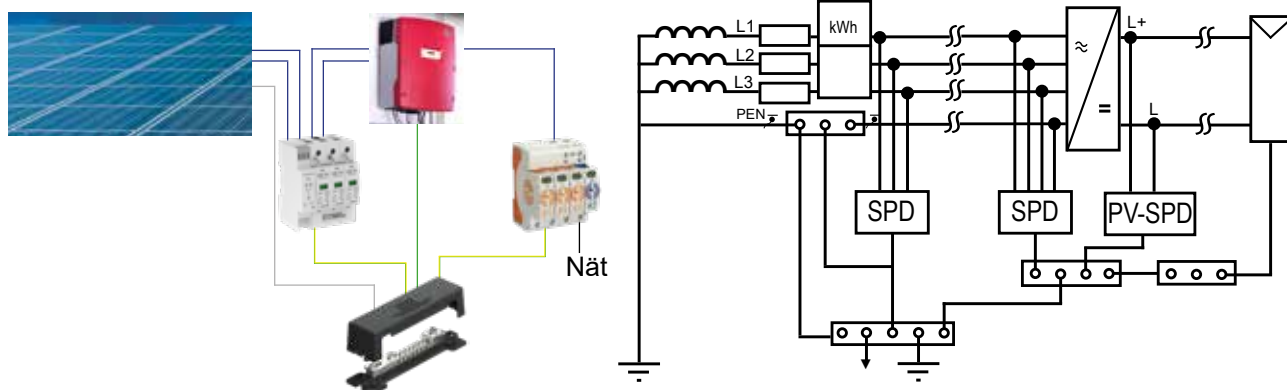 Nät
L1
L2
L3
PEN
kWh
≈
=
L+
L
SPD
SPD
PV-SPD